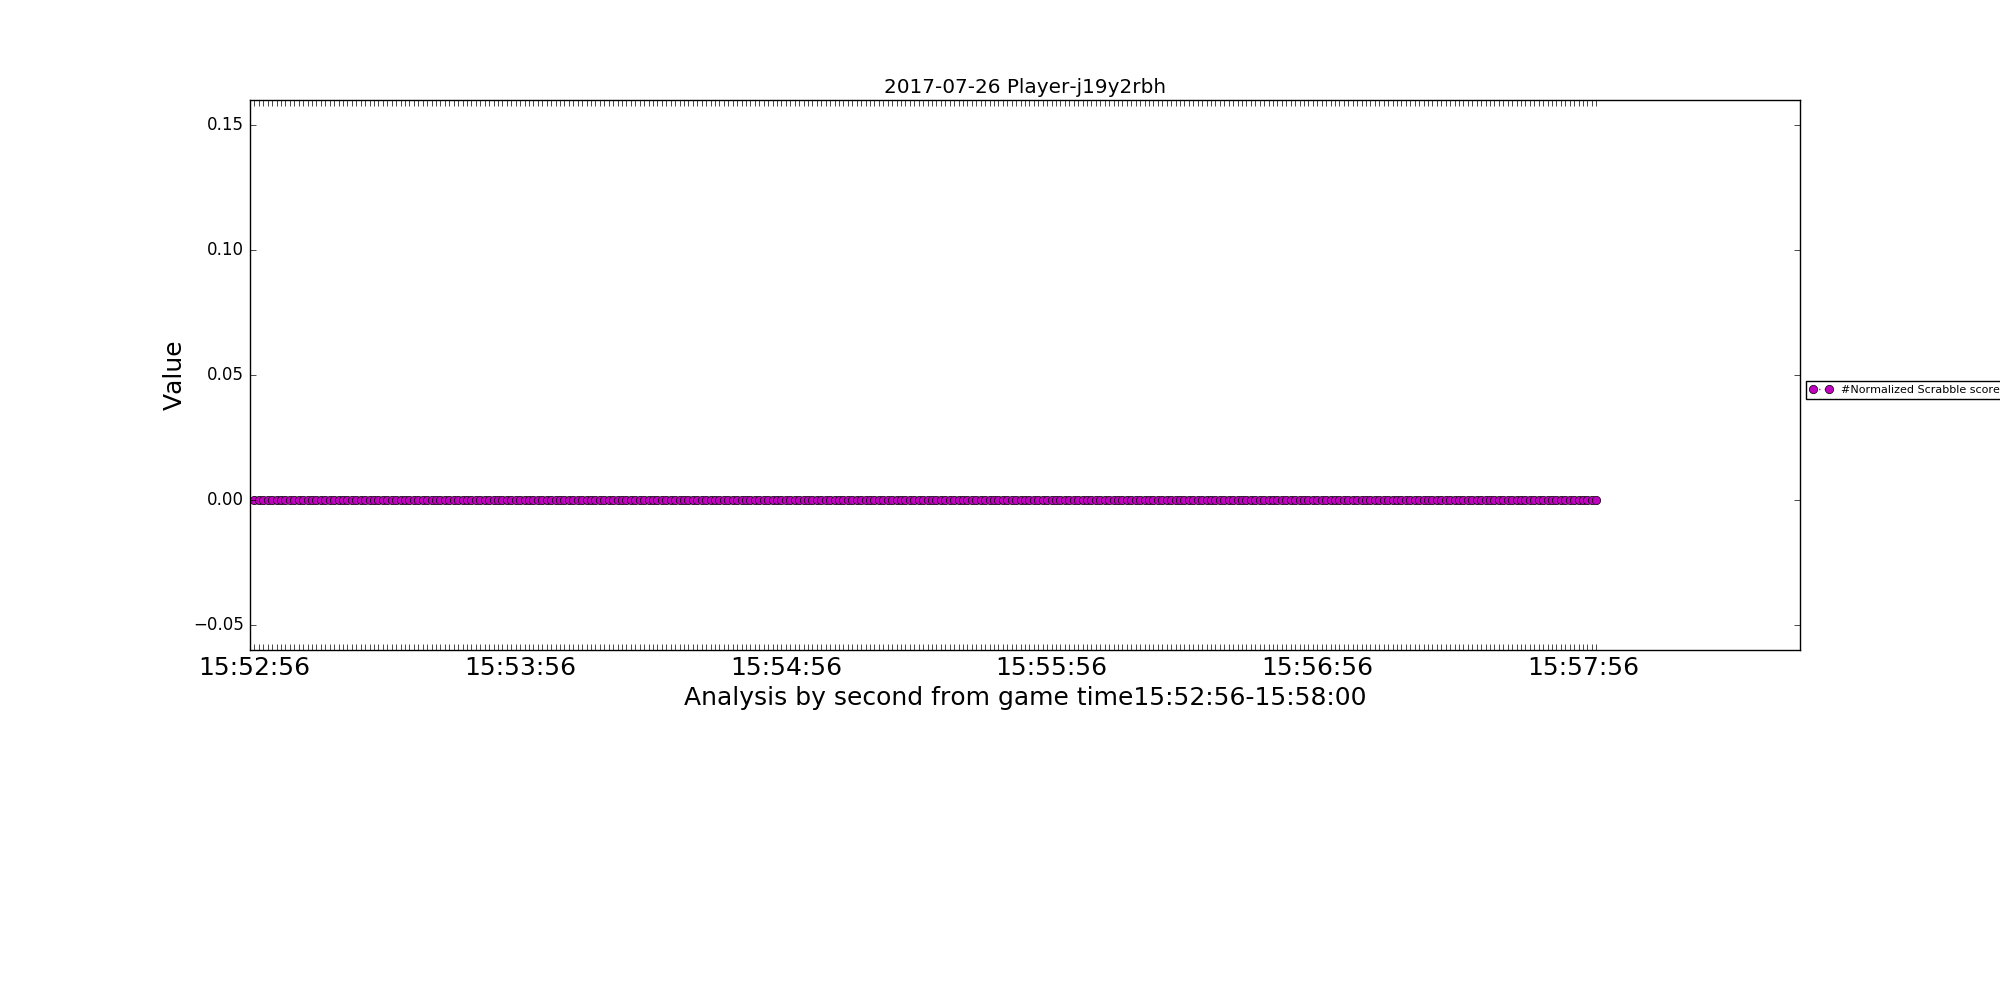 2017-07-26 Player-j19y2rbh
0.15
0.10
0.05
0.00
−0.05
Value
15:52:56 15:53:56 15:54:56 15:55:56 15:56:56 15:57:56
Analysis by second from game time15:52:56-15:58:00
#Normalized Scrabble score